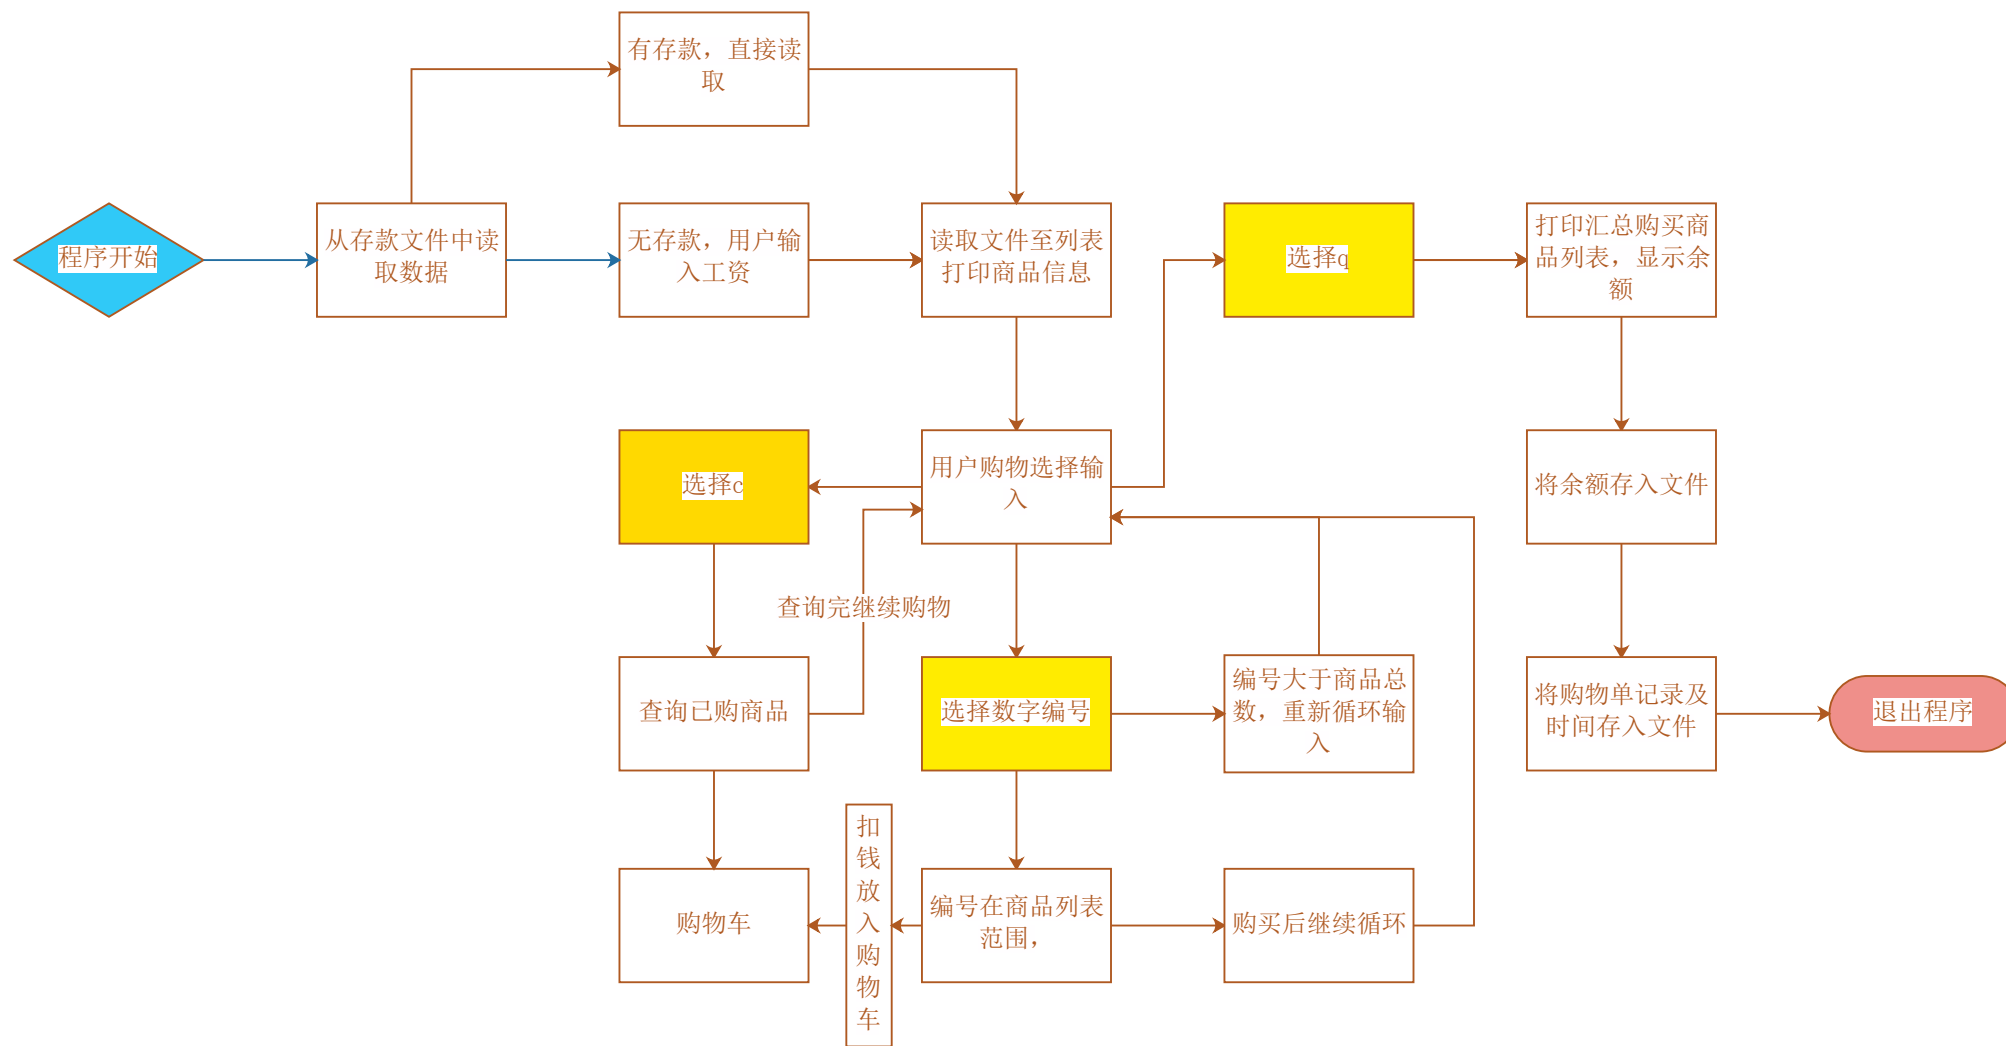 有存款，直接读
取
程序开始
从存款文件中读
取数据
无存款，用户输
入工资
读取文件至列表
打印商品信息
选择q
打印汇总购买商
品列表，显示余
额
选择c
用户购物选择输
入
将余额存入文件
查询完继续购物
查询已购商品
选择数字编号
编号大于商品总
数，重新循环输
入
将购物单记录及
时间存入文件
退出程序
购物车
扣
钱
放
入
购
物
车
编号在商品列表
范围，
购买后继续循环